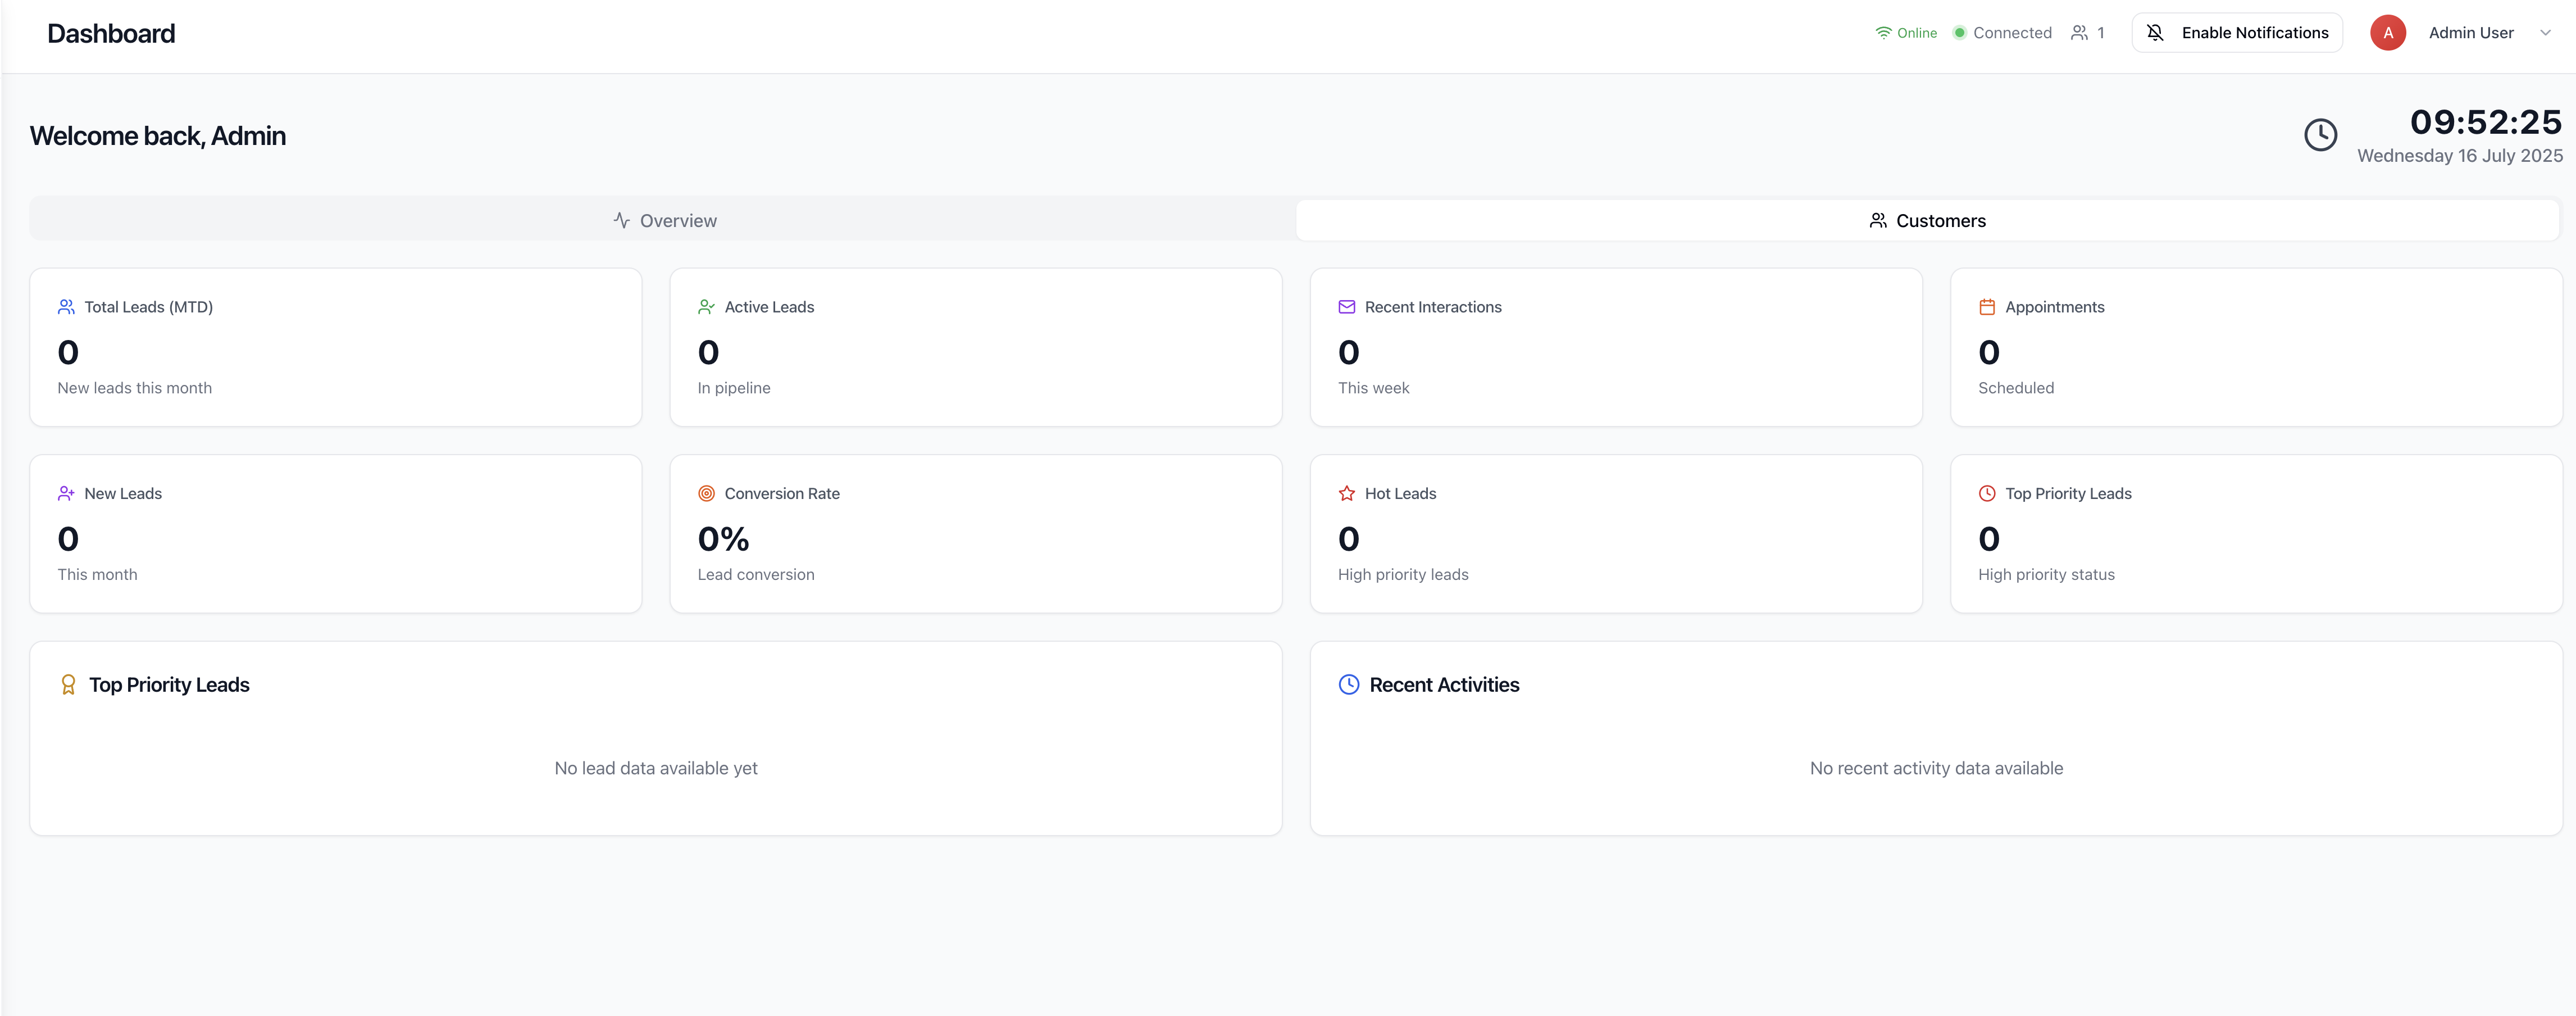 Dashboard
Online Connected 1 Enable Notifications A Admin User
Welcome back, Admin
09:52:25
Wednesday 16 July 2025
Overview
Customers
Total Leads (MTD)
0
New leads this month
Active Leads
0
In pipeline
Recent Interactions
0
This week
Appointments
0
Scheduled
New Leads
0
This month
Conversion Rate
0%
Lead conversion
Hot Leads
0
High priority leads
Top Priority Leads
0
High priority status
Top Priority Leads
No lead data available yet
Recent Activities
No recent activity data available